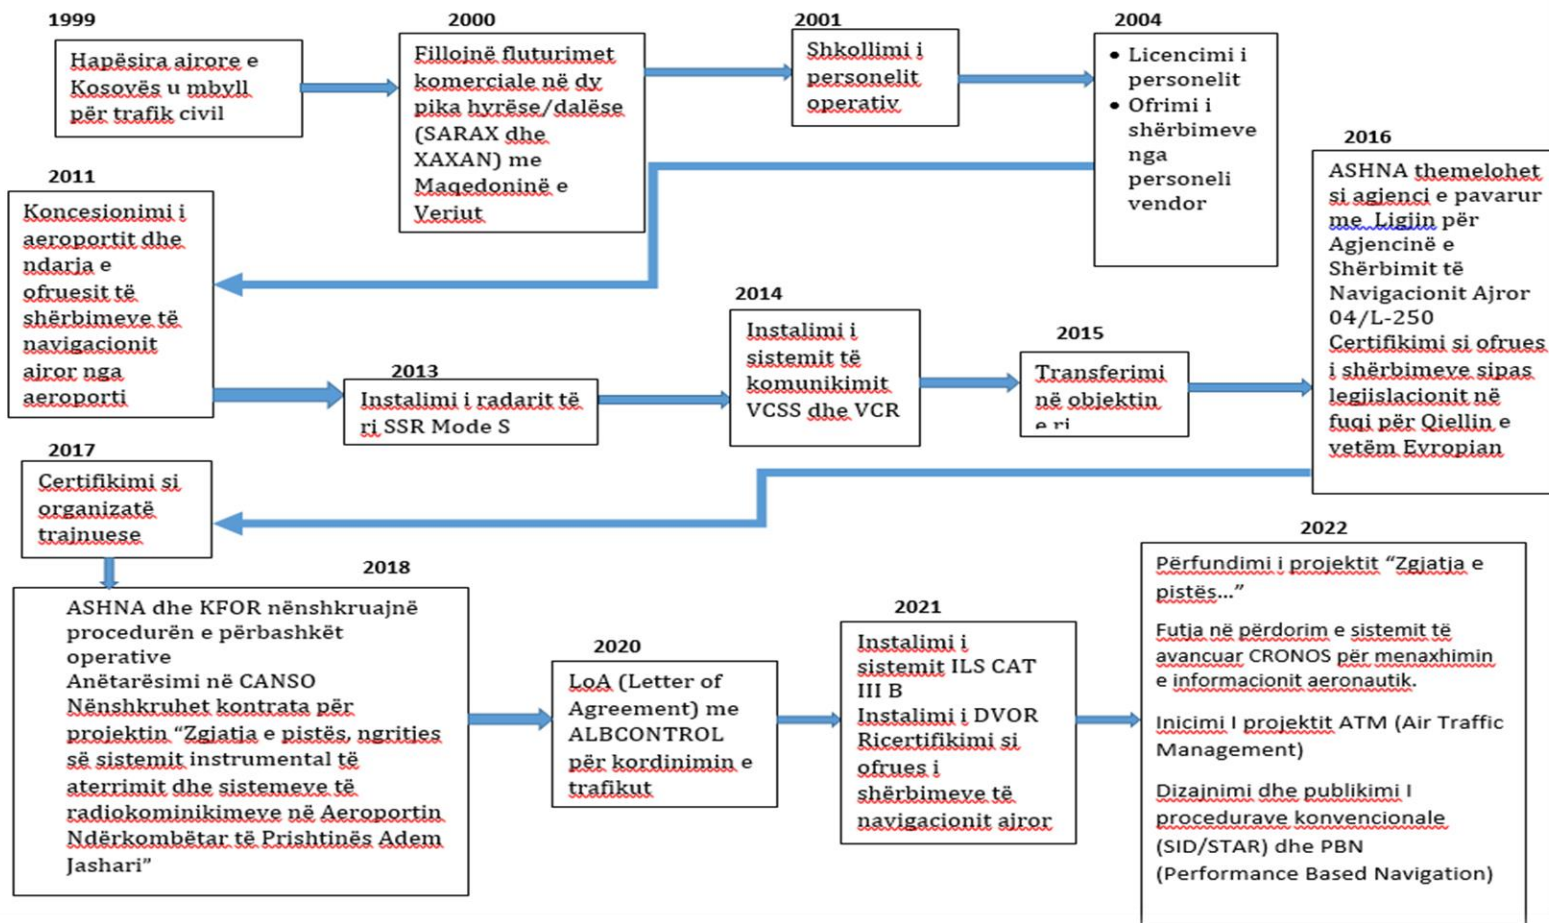 1999
Hapësira ajrore e
Kosovës u mbyll
për trafik civil
2000
Fillojnë fluturimet
komerciale në dy
pika hyrëse/dalëse
(SARAX dhe
XAXAN) me
Maqedoninë e
Veriut
2001
Shkollimi i
personelit
operativ
2004
• Licencimi i
personelit
• Ofrimi i
shërbimeve
nga
personeli
vendor
2011
Koncesionimi i
aeroportit dhe
ndarja e
ofruesit të
shërbimeve të
navigacionit
ajror nga
aeroporti
2013
Instalimi i radarit të
ri SSR Mode S
2014
Instalimi i
sistemit të
komunikimit
VCSS dhe VCR
2015
Transferimi
në objektin
e ri
2016
ASHNA themelohet
si agjenci e pavarur
me Ligjin për
Agjencinë e
Shërbimit të
Navigacionit Ajror
04/L-250
Certifikimi si ofrues
i shërbimeve sipas
legjislacionit në
fuqi për Qiellin e
vetëm Evropian
2017
Certifikimi si
organizatë
trajnuese
2018
ASHNA dhe KFOR nënshkruajnë
procedurën e përbashkët
operative
Anëtarësimi në CANSO
Nënshkruhet kontrata për
projektin “Zgjatja e pistës, ngritjes
së sistemit instrumental të
aterrimit dhe sistemeve të
radiokominikimeve në Aeroportin
Ndërkombëtar të Prishtinës Adem
Jashari”
2020
LoA (Letter of
Agreement) me
ALBCONTROL
për kordinimin e
trafikut
2021
Instalimi i
sistemit ILS CAT
III B
Instalimi i DVOR
Ricertifikimi si
ofrues i
shërbimeve të
navigacionit ajror
2022
Përfundimi i projektit “Zgjatja e
pistës...”
Futja në përdorim e sistemit të
avancuar CRONOS për menaxhimin
e informacionit aeronautik.
Inicimi I projektit ATM (Air Traffic
Management)
Dizajnimi dhe publikimi I
procedurave konvencionale
(SID/STAR) dhe PBN
(Performance Based Navigation)